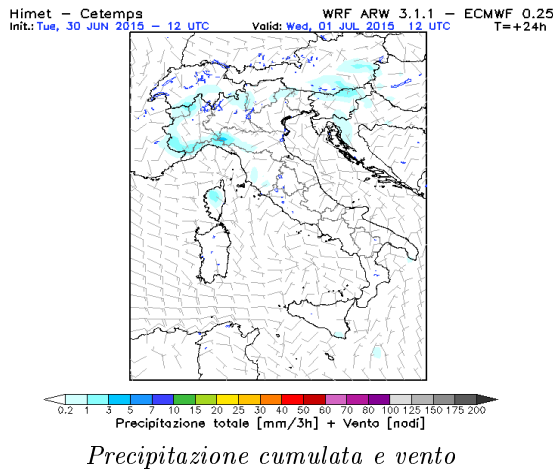 Himet – Cetemps WRF ARW 3.1.1 – ECMWF 0.25
Init.: Tue, 30 JUN 2015 – 12 UTC Valid: Wed, 01 JUL 2015 12 UTC T=+24h
0.2 1 3 5 7 10 15 20 25 30 40 50 60 70 80 100 125 150 175 200
Precipitazione totale [mm/3h] + Vento [nodi]
Precipitazione cumulata e vento